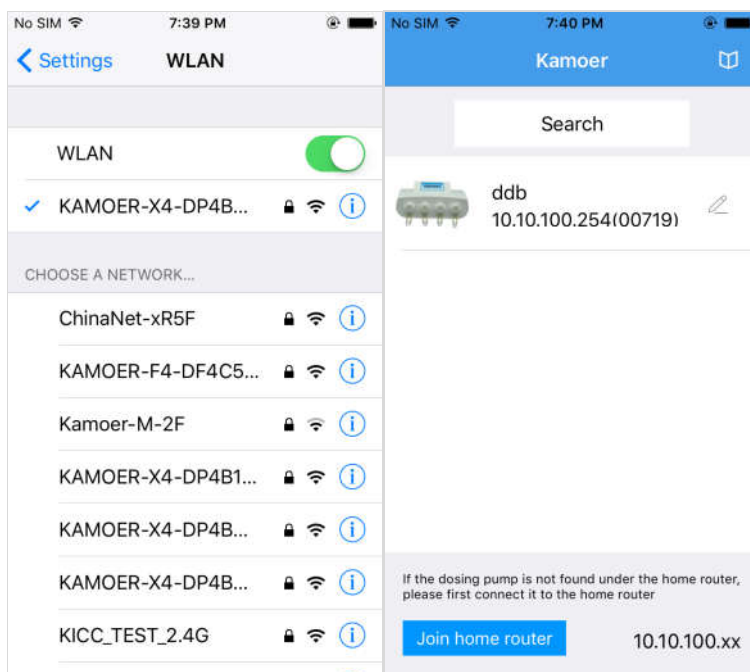 No SIM 7:39 PM
Settings WLAN
WLAN
KAMOER-X4-DP4B...
CHOOSE A NETWORK...
ChinaNet-xR5F
KAMOER-F4-DF4C5...
Kamoer-M-2F
KAMOER-X4-DP4B1...
KAMOER-X4-DP4B...
KAMOER-X4-DP4B...
KICC_TEST_2.4G
No SIM 7:40 PM
Kamoer
Search
ddb
10.10.100.254(00719)
If the dosing pump is not found under the home router,
please first connect it to the home router
Join home router 10.10.100.xx